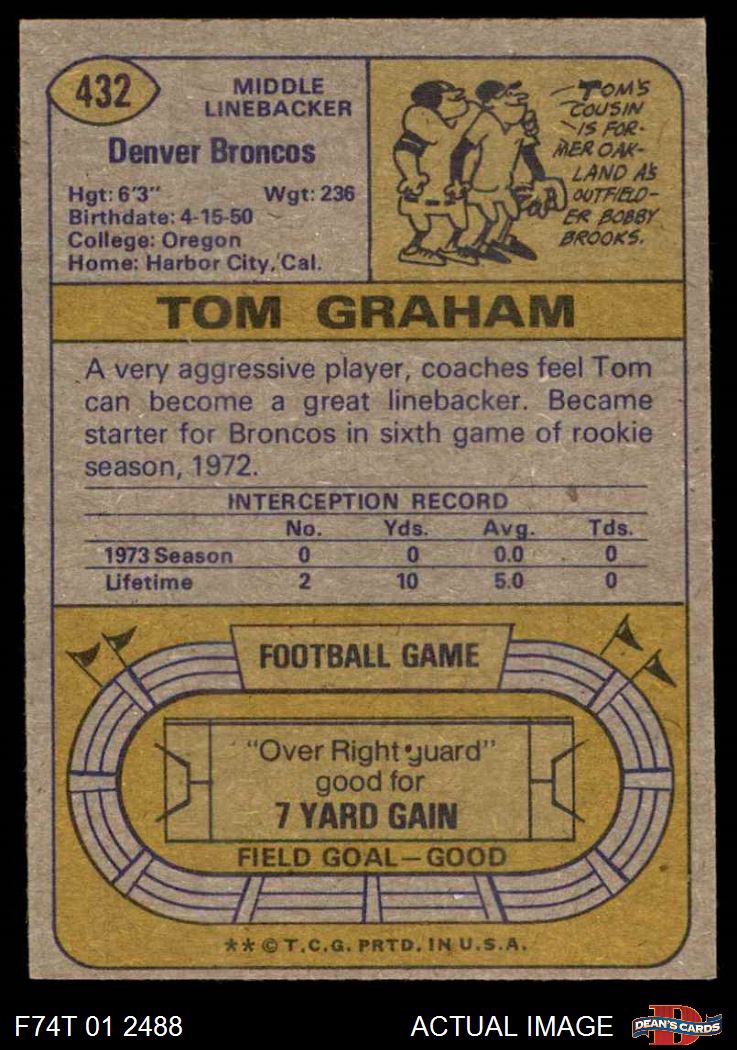 432
MIDDLE
LINEBACKER
Denver Broncos
Hgt: 6'3" Wgt: 236
Birthdate: 4-15-50
College: Oregon
Home: Harbor City, Cal.
TOM'S
COUSIN
IS FOR-
MER OAK-
LAND A'S
OUTFIELD-
ER BOBBY
BROOKS.
TOM GRAHAM
A very aggressive player, coaches feel Tom
can become a great linebacker. Became
starter for Broncos in sixth game of rookie
season, 1972.
INTERCEPTION RECORD
No. Yds. Avg. Tds.
1973 Season 0 0 0.0 0
Lifetime 2 10 5.0 0
FOOTBALL GAME
"Over Right guard"
good for
7 YARD GAIN
FIELD GOAL—GOOD
** © T.C.G. PRTD. IN U.S.A.
F74T 01 2488 ACTUAL IMAGE
DEAN'S CARDS